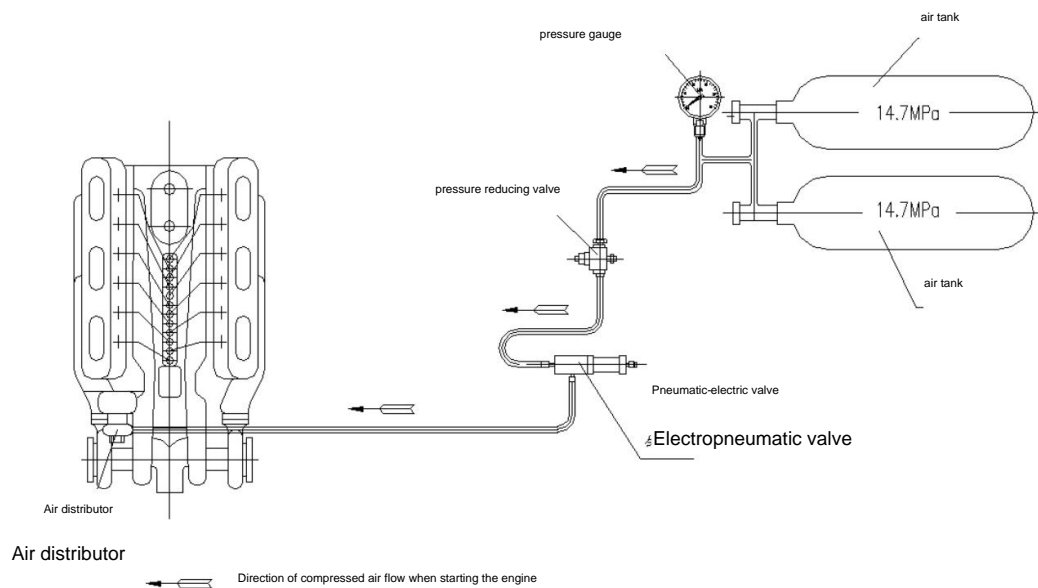 air tank
pressure gauge
14.7MPa
pressure reducing valve
14.7MPa
air tank
Pneumatic-electric valve
Electropneumatic valve
Air distributor
Air distributor
Direction of compressed air flow when starting the engine